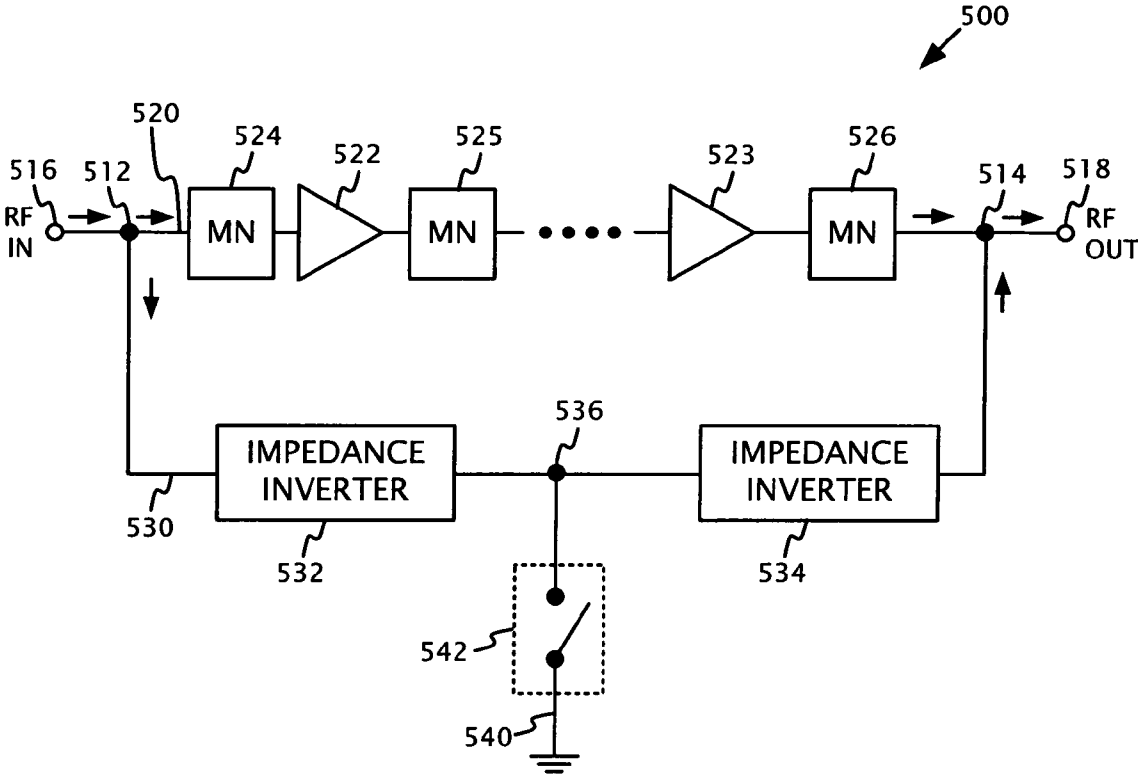 500
520
524
522
525
523
526
516
512
514
518
RF
IN
MN
MN
MN
RF
OUT
536
IMPEDANCE
INVERTER
IMPEDANCE
INVERTER
530
532
534
542
540